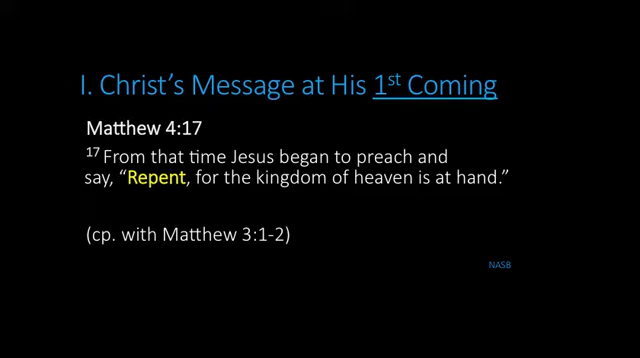 I. Christ's Message at His 1st Coming
Matthew 4:17
17 From that time Jesus began to preach and
say, “Repent, for the kingdom of heaven is at hand.”
(cp. with Matthew 3:1-2)
NASB